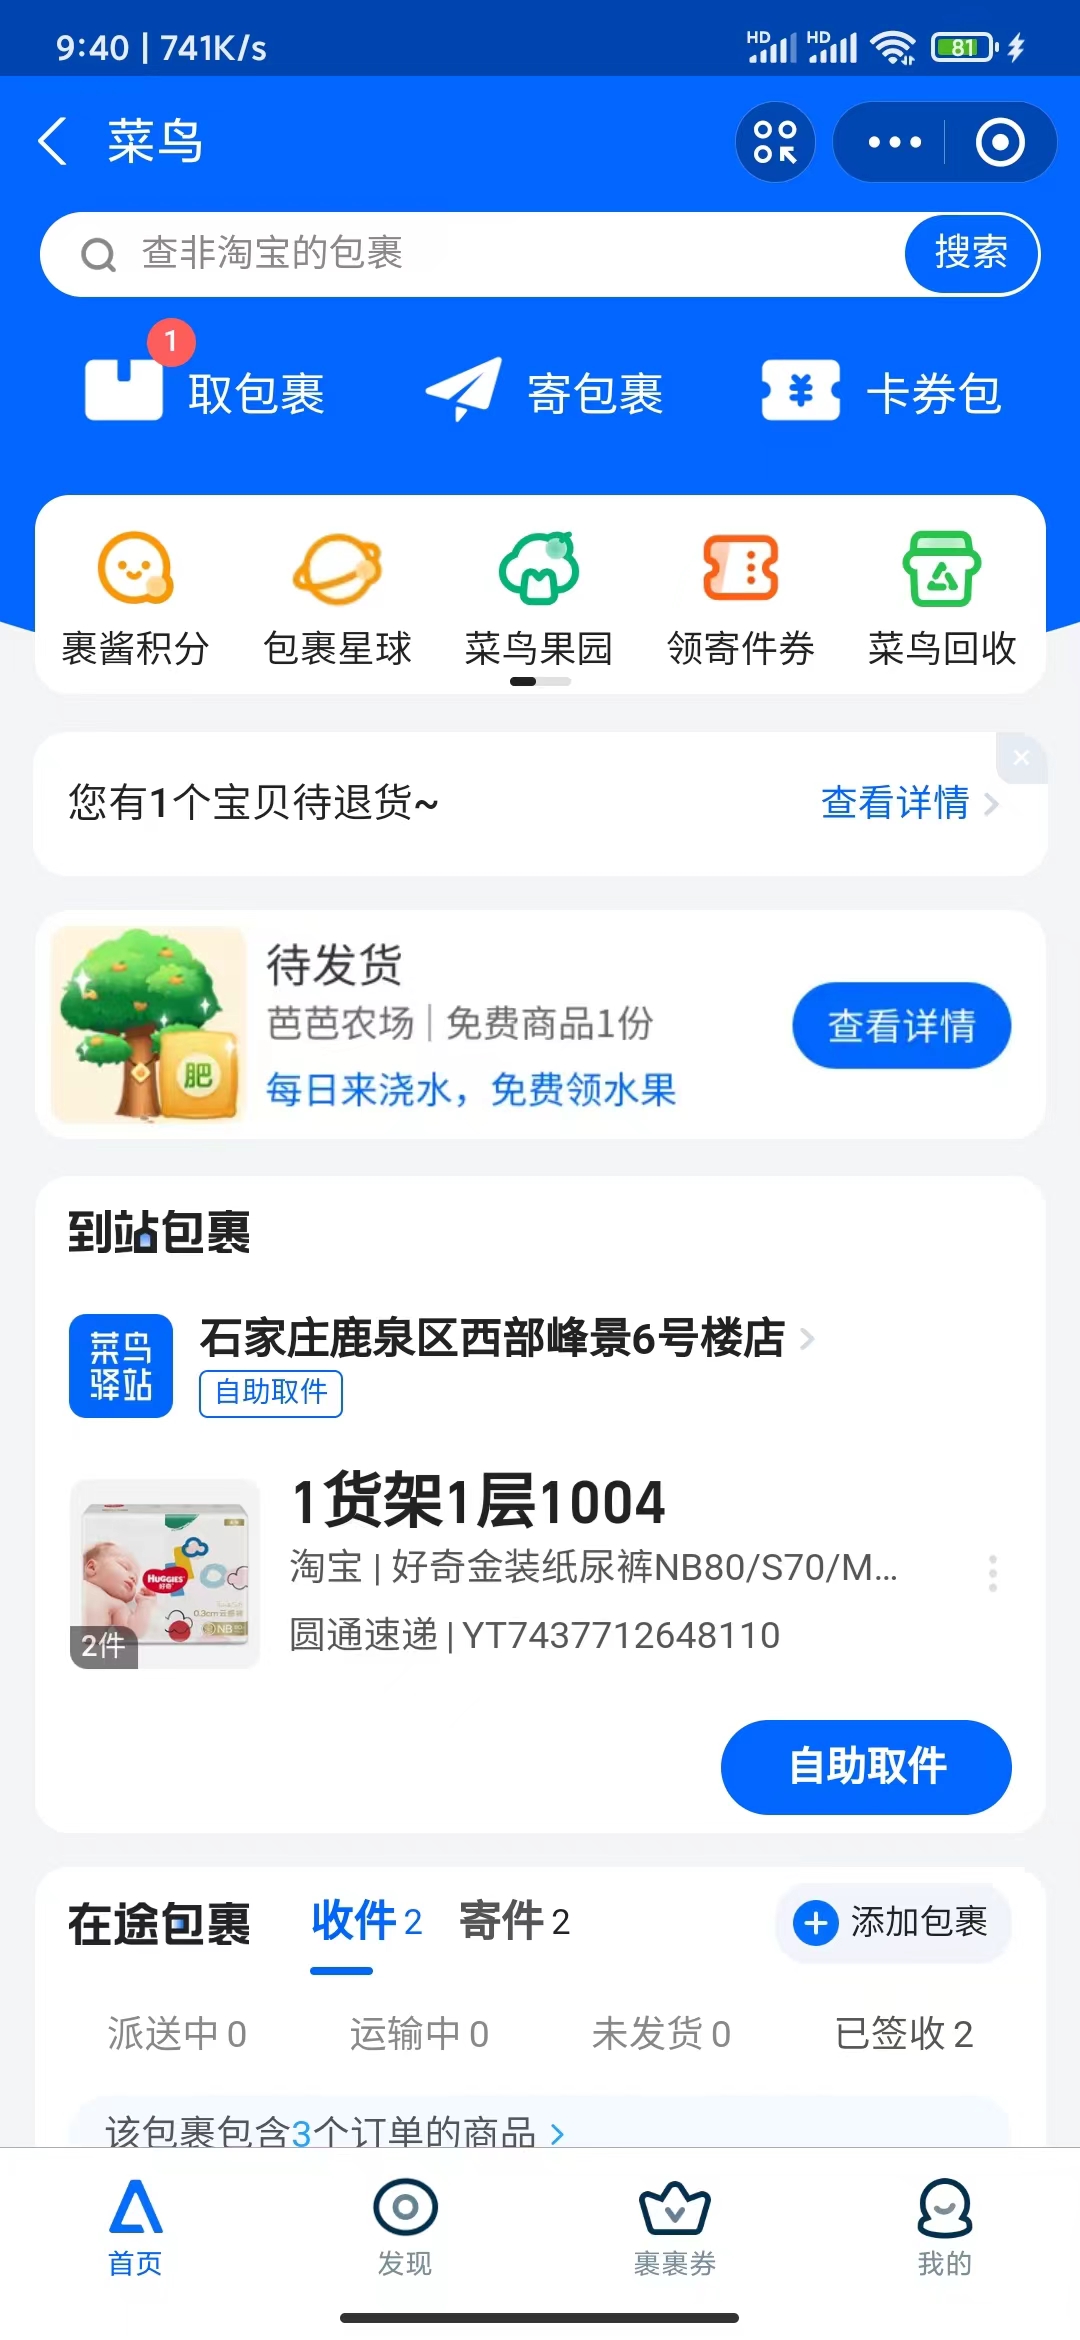 9:40 | 741K/s
HD HD 81
菜鸟
查非淘宝的包裹
搜索
1
取包裹
寄包裹
卡券包
裹酱积分
包裹星球
菜鸟果园
领寄件券
菜鸟回收
您有1个宝贝待退货~
查看详情
待发货
芭芭农场|免费商品1份
每日来浇水，免费领水果
肥
查看详情
到站包裹
菜鸟
驿站
石家庄鹿泉区西部峰景6号楼店
自助取件
1货架1层1004
淘宝 | 好奇金装纸尿裤NB80/S70/M...
圆通速递 | YT7437712648110
HUGGIES
好奇
NB
2件
自助取件
在途包裹
收件 2
寄件 2
添加包裹
派送中 0
运输中 0
未发货 0
已签收 2
该包裹包含3个订单的商品
首页
发现
裹裹券
我的